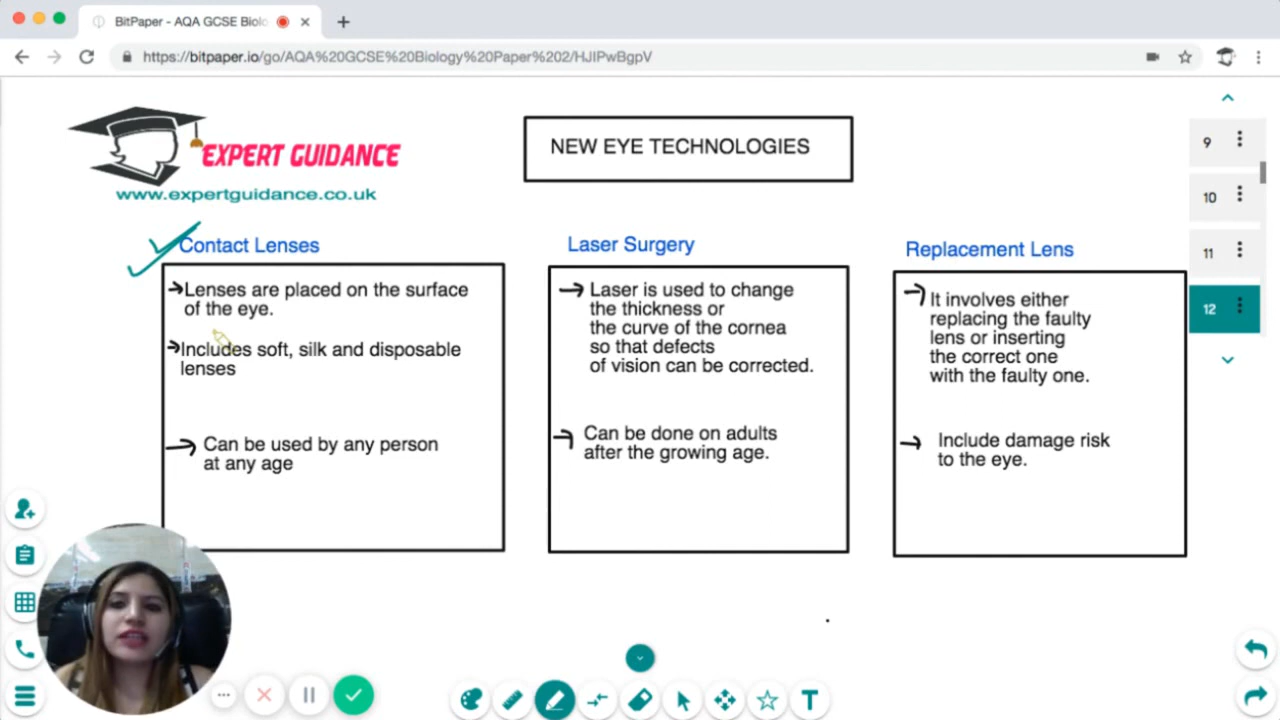 BitPaper - AQA GCSE Biolo
https://bitpaper.io/go/AQA%20GCSE%20Biology%20Paper%202/HJIPwBgpV
EXPERT GUIDANCE
www.expertguidance.co.uk
NEW EYE TECHNOLOGIES
9
10
11
12
Contact Lenses
Lenses are placed on the surface
of the eye.
Includes soft, silk and disposable
lenses
Can be used by any person
at any age
Laser Surgery
Laser is used to change
the thickness or
the curve of the cornea
so that defects
of vision can be corrected.
Can be done on adults
after the growing age.
Replacement Lens
It involves either
replacing the faulty
lens or inserting
the correct one
with the faulty one.
Include damage risk
to the eye.
T